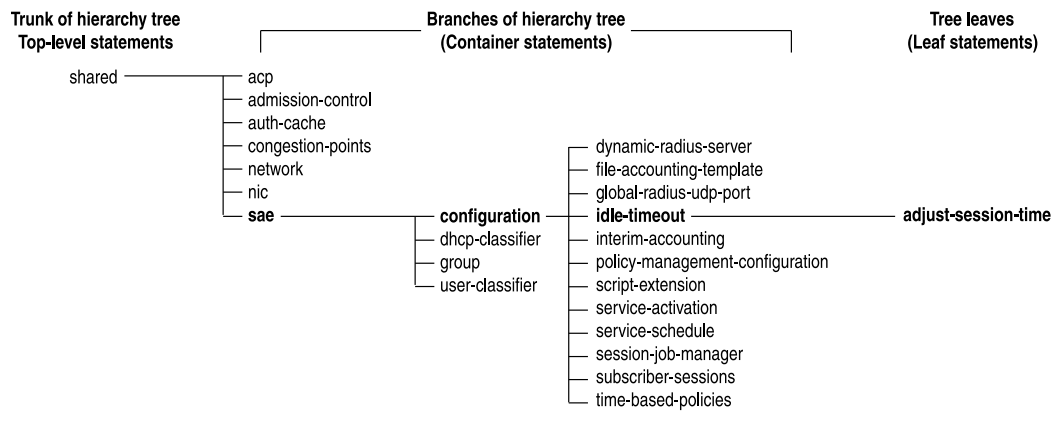 Trunk of hierarchy tree
Top-level statements
Branches of hierarchy tree
(Container statements)
Tree leaves
(Leaf statements)
shared
acp
admission-control
auth-cache
congestion-points
network
nic
sae
configuration
dhcp-classifier
group
user-classifier
dynamic-radius-server
file-accounting-template
global-radius-udp-port
idle-timeout
interim-accounting
policy-management-configuration
script-extension
service-activation
service-schedule
session-job-manager
subscriber-sessions
time-based-policies
adjust-session-time